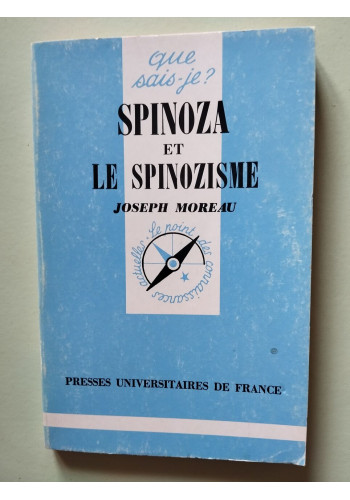 que
sais-je?
SPINOZA
ET
LE SPINOZISME
JOSEPH MOREAU
le point des connaissances actuelles
PRESSES UNIVERSITAIRES DE FRANCE